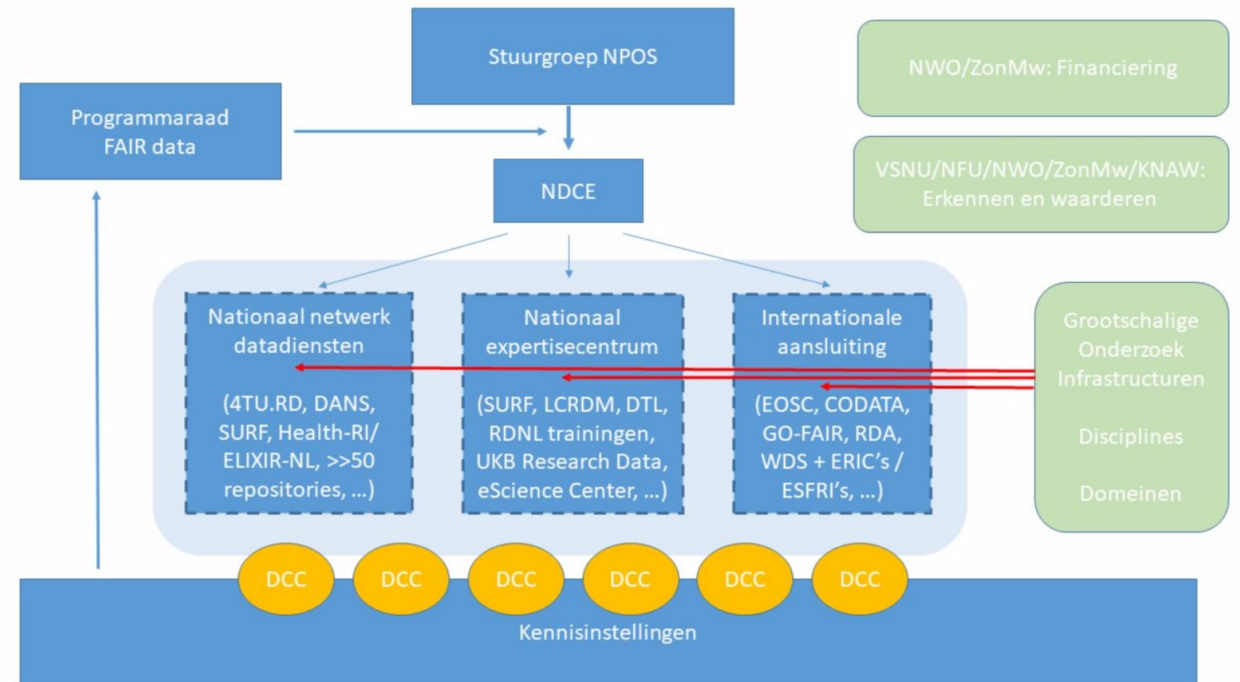 Stuurgroep NPOS
NWO/ZonMw: Financiering
Programmaraad
FAIR data
VSNU/NFU/NWO/ZonMw/KNAW:
Erkennen en waarderen
NDCE
Nationaal netwerk
datadiensten
(4TU.RD, DANS,
SURF, Health-RI/
ELIXIR-NL, >>50
repositories, ...)
Nationaal
expertisecentrum
(SURF, LCRDM, DTL,
RDNL trainingen,
UKB Research Data,
eScience Center, ...)
Internationale
aansluiting
(EOSC, CODATA,
GO-FAIR, RDA,
WDS + ERIC's /
ESFRI's, ...)
Grootschalige
Onderzoek
Infrastructuren
Disciplines
Domeinen
DCC
DCC
DCC
DCC
DCC
DCC
Kennisinstellingen